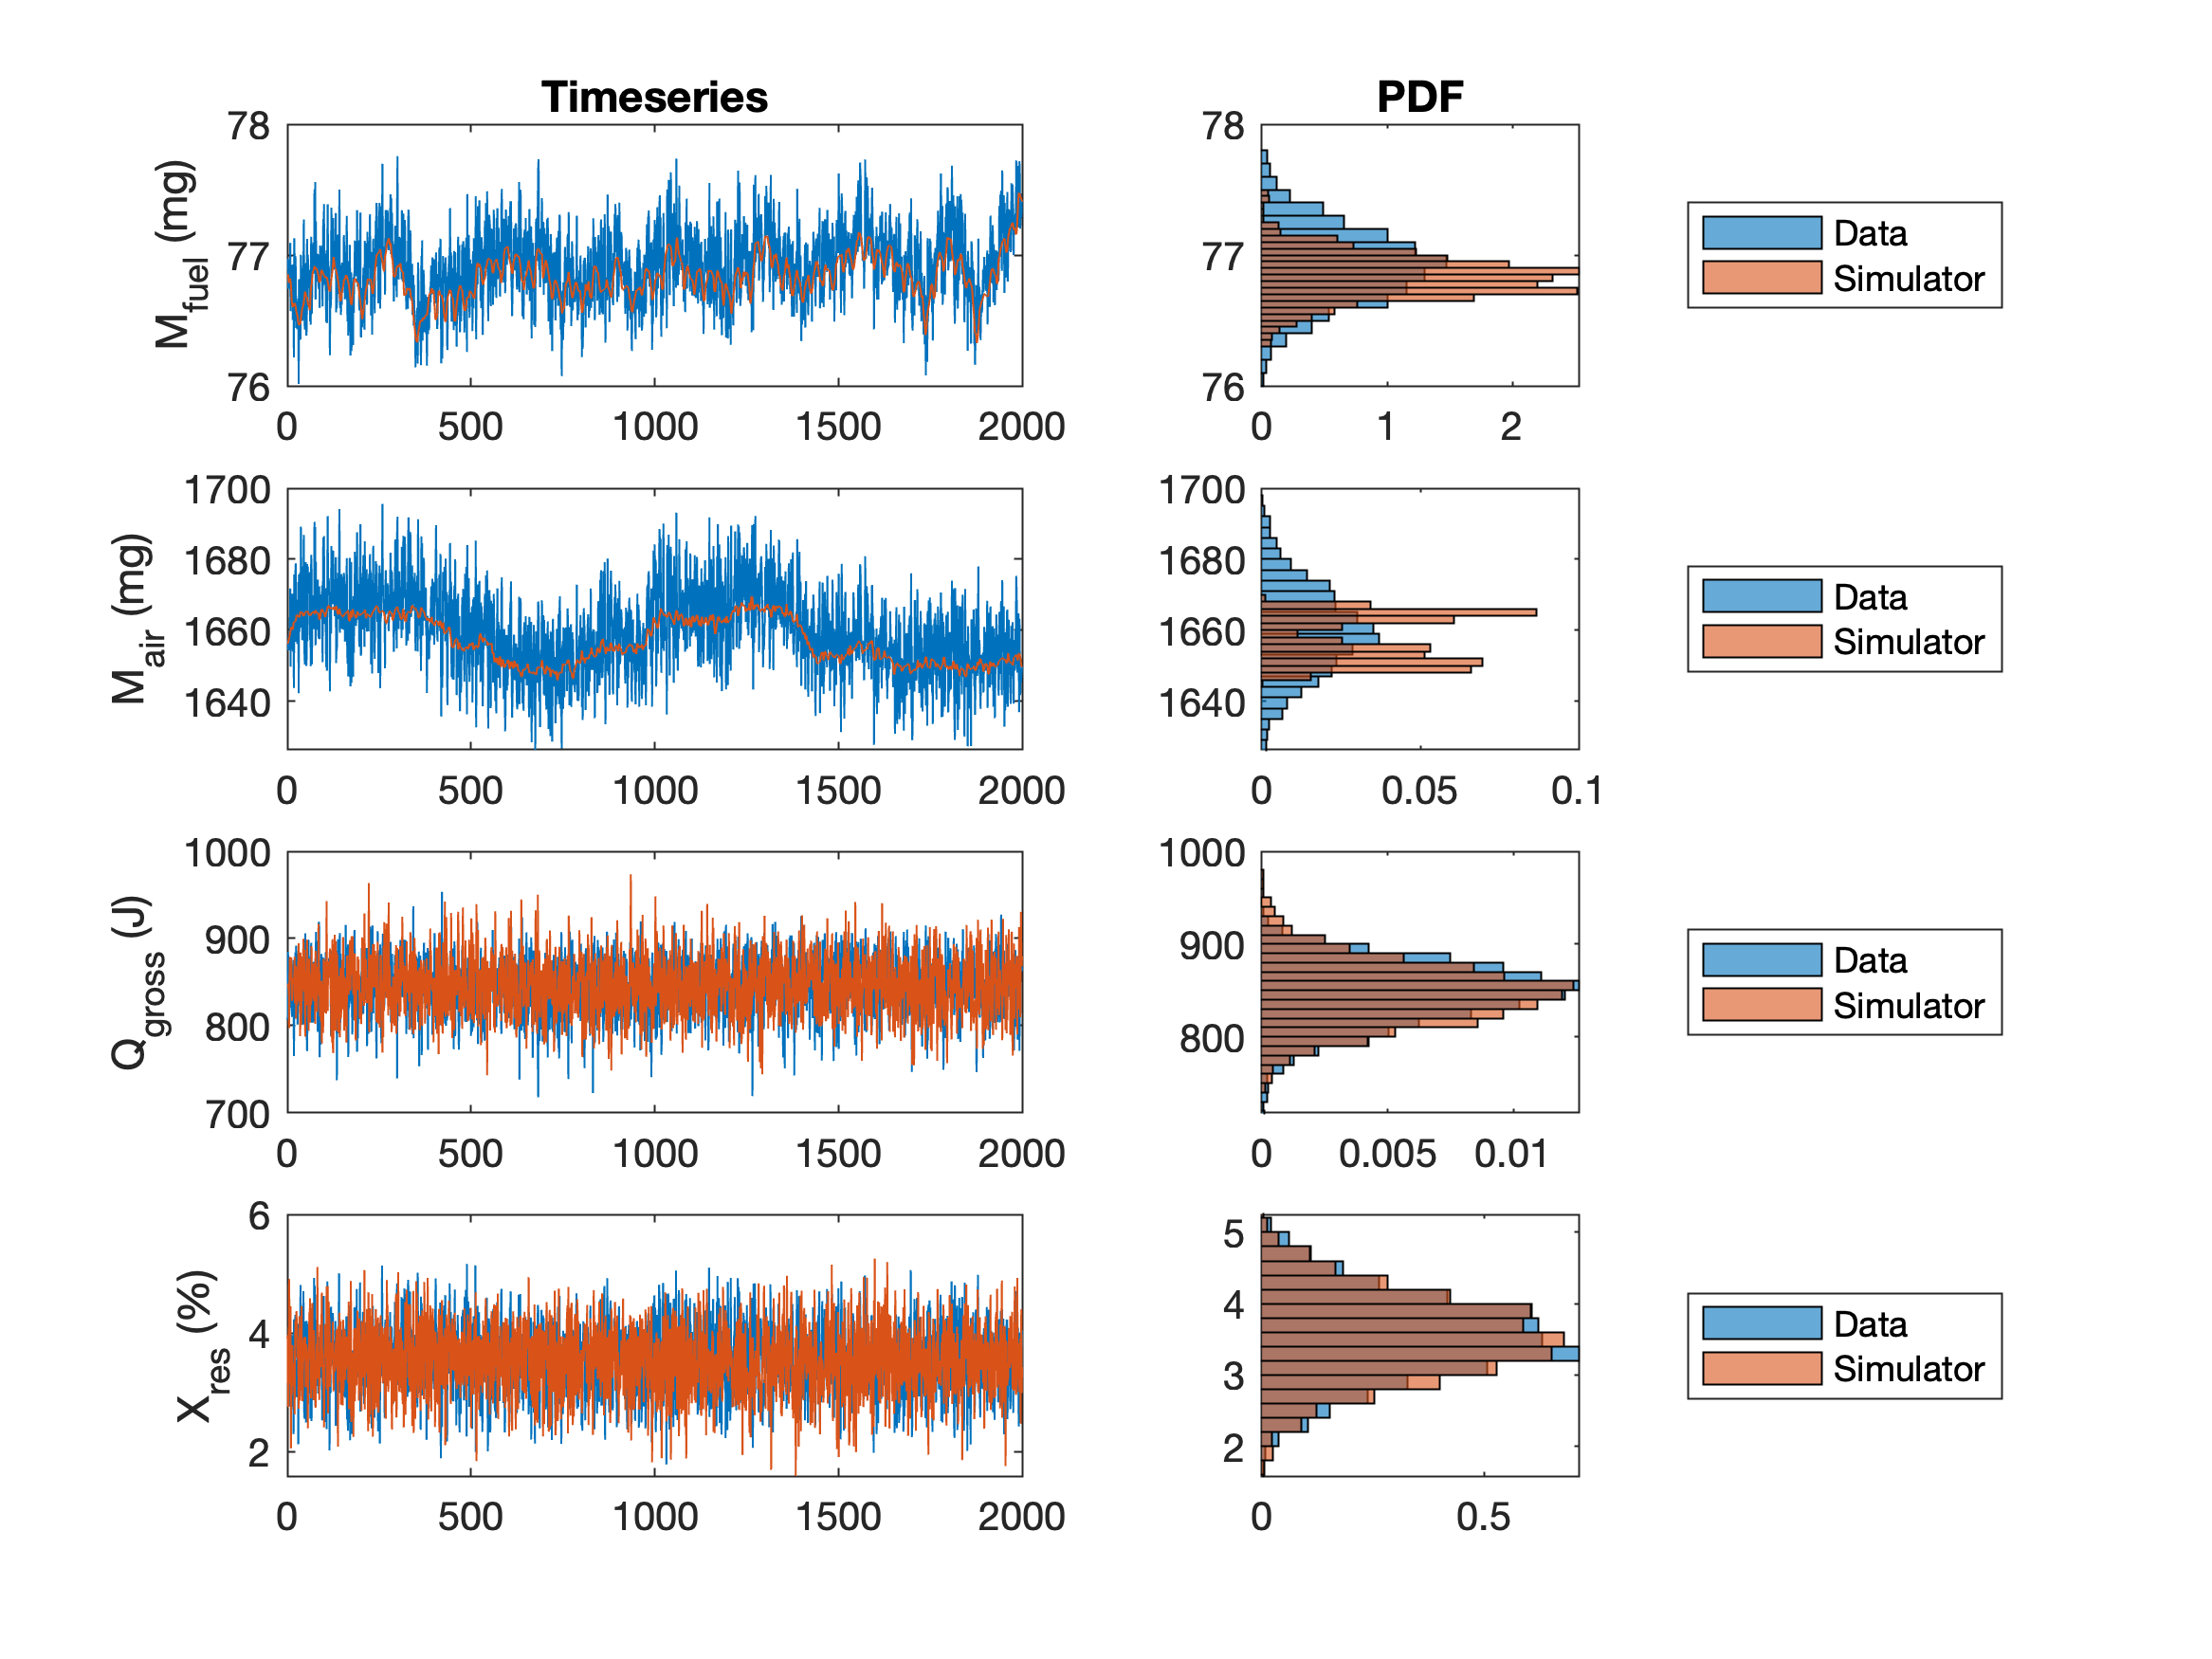 Timeseries
PDF
M_fuel (mg)
78
77
76
0 500 1000 1500 2000
78
77
76
0 1 2
Data
Simulator
M_air (mg)
1700
1680
1660
1640
0 500 1000 1500 2000
1700
1680
1660
1640
0 0.05 0.1
Data
Simulator
Q_gross (J)
1000
900
800
700
0 500 1000 1500 2000
1000
900
800
0 0.005 0.01
Data
Simulator
X_res (%)
6
4
2
0 500 1000 1500 2000
5
4
3
2
0 0.5
Data
Simulator